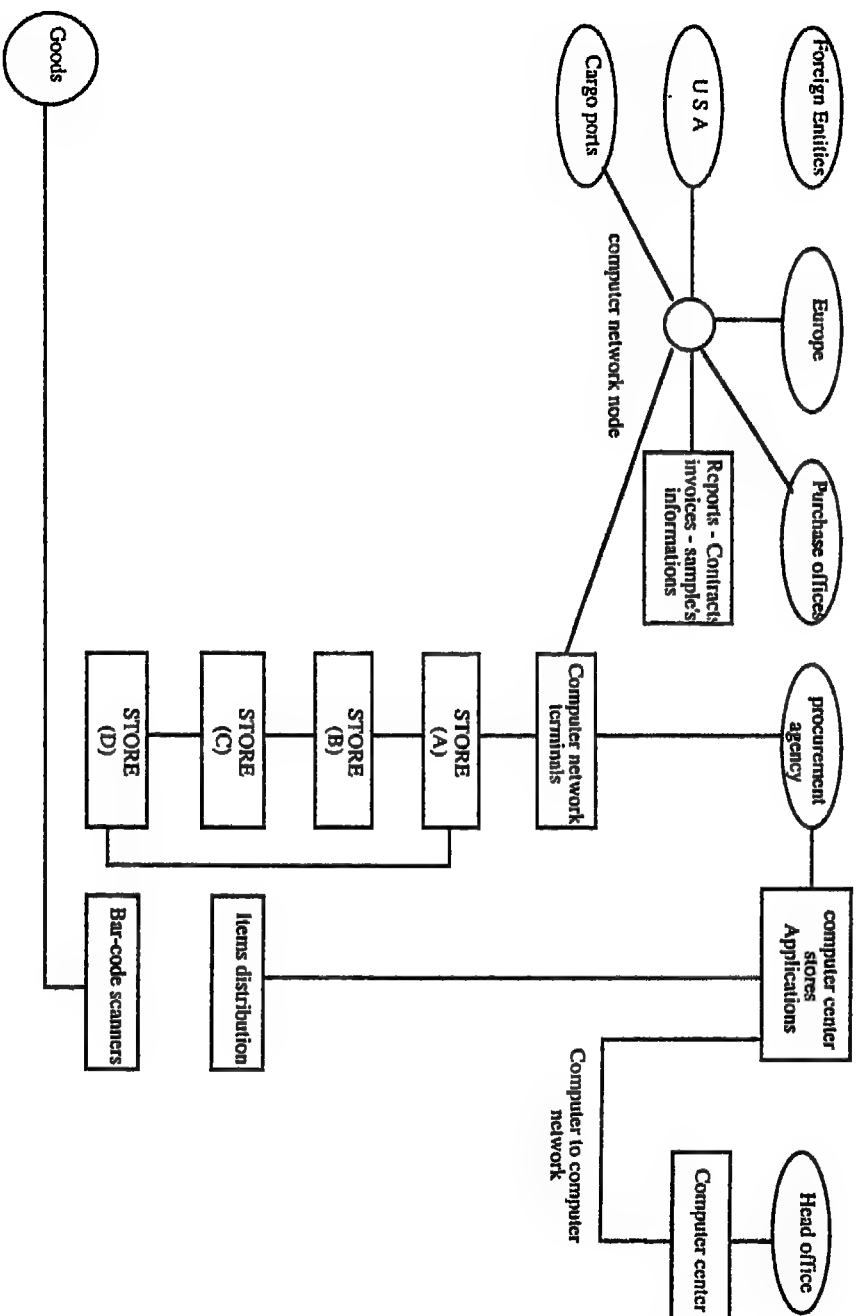 Foreign Entities
Europe
Purchase offices
procurement
agency
computer center
stores
Applications
Head office
Computer center
U S A
Cargo ports
computer network node
Reports - Contracts
invoices - sample's
informations
Computer network
terminals
Computer to computer
network
STORE
(A)
STORE
(B)
STORE
(C)
STORE
(D)
Items distribution
Bar-code scanners
Goods